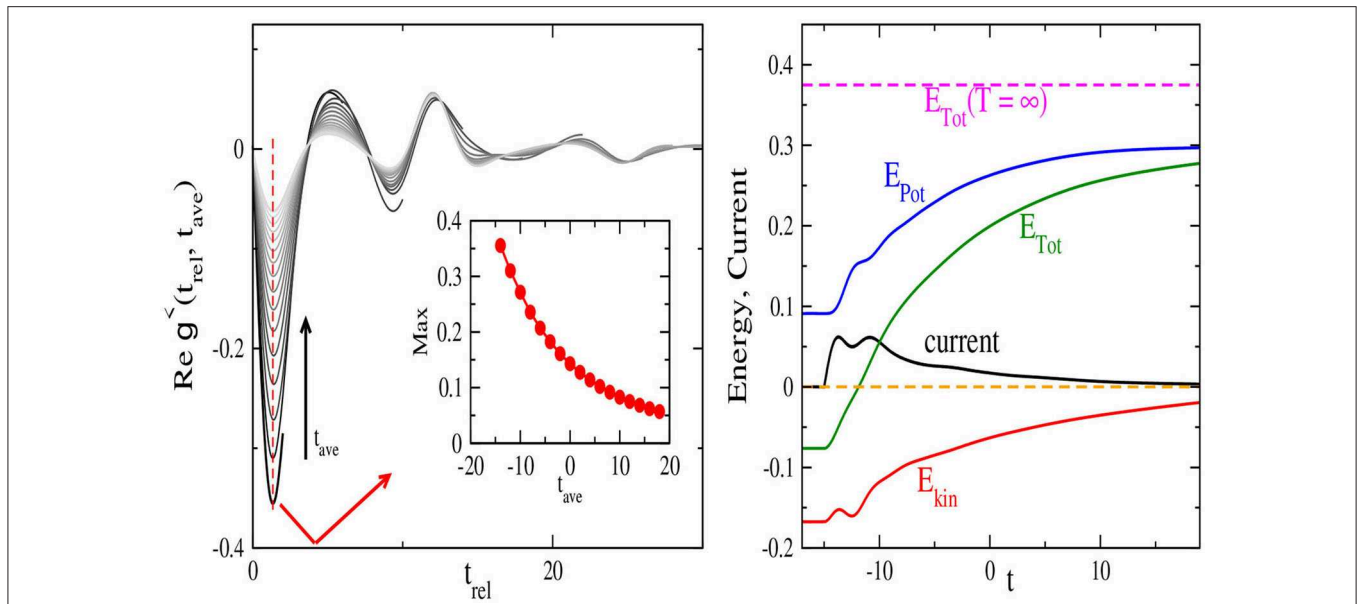 Re g^<(t_rel, t_ave)
0
-0.2
-0.4
0
20
t_rel
t_ave
Max
0.4
0.3
0.2
0.1
0
-20
-10
0
10
20
t_ave
Energy, Current
0.4
0.3
0.2
0.1
0
-0.1
-0.2
-10
0
10
t
E_Tot(T = ∞)
E_Pot
E_Tot
current
E_kin